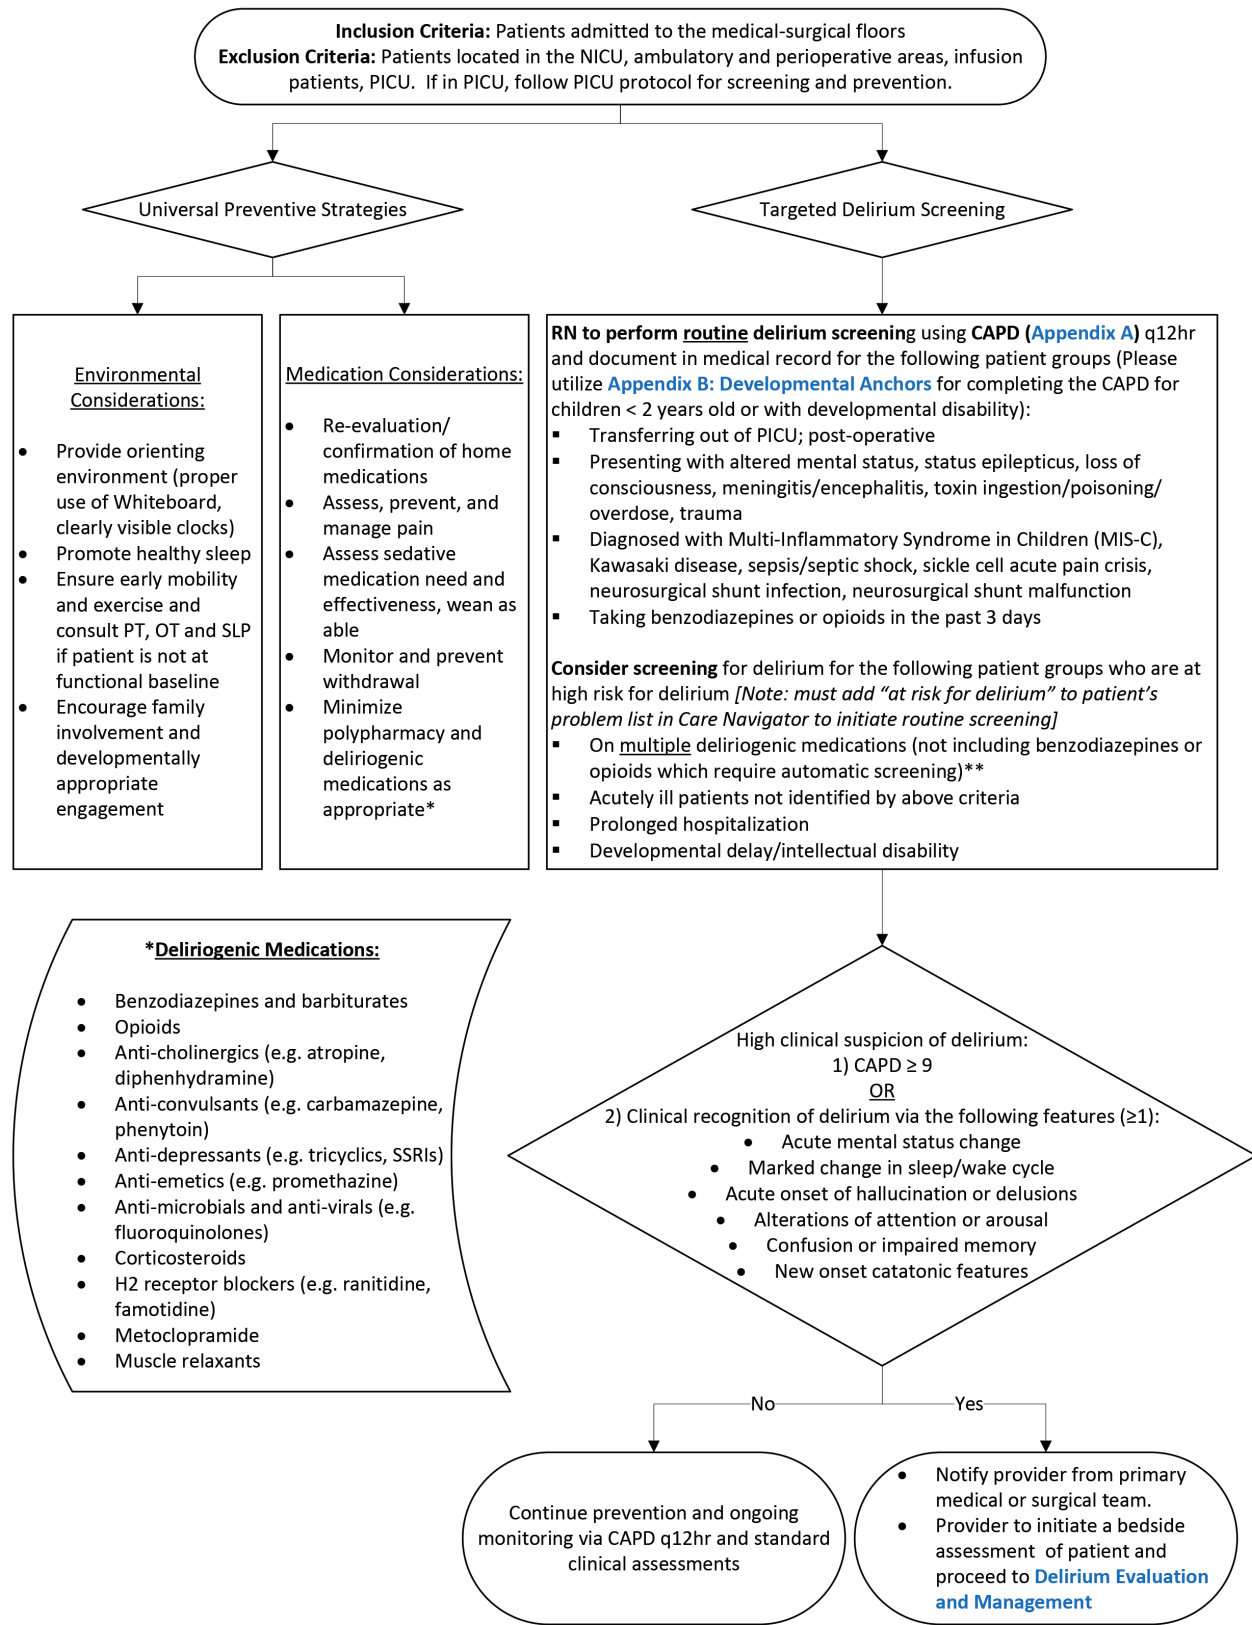 Inclusion Criteria: Patients admitted to the medical-surgical floors
Exclusion Criteria: Patients located in the NICU, ambulatory and perioperative areas, infusion
patients, PICU.  If in PICU, follow PICU protocol for screening and prevention.
Universal Preventive Strategies
Targeted Delirium Screening
Environmental
Considerations:
● Provide orienting
environment (proper
use of Whiteboard,
clearly visible clocks)
● Promote healthy sleep
● Ensure early mobility
and exercise and
consult PT, OT and SLP
if patient is not at
functional baseline
● Encourage family
involvement and
developmentally
appropriate
engagement
Medication Considerations:
● Re-evaluation/
confirmation of home
medications
● Assess, prevent, and
manage pain
● Assess sedative
medication need and
effectiveness, wean as
able
● Monitor and prevent
withdrawal
● Minimize
polypharmacy and
deliriogenic
medications as
appropriate*
RN to perform routine delirium screening using CAPD (Appendix A) q12hr
and document in medical record for the following patient groups (Please
utilize Appendix B: Developmental Anchors for completing the CAPD for
children < 2 years old or with developmental disability):
▪ Transferring out of PICU; post-operative
▪ Presenting with altered mental status, status epilepticus, loss of
consciousness, meningitis/encephalitis, toxin ingestion/poisoning/
overdose, trauma
▪ Diagnosed with Multi-Inflammatory Syndrome in Children (MIS-C),
Kawasaki disease, sepsis/septic shock, sickle cell acute pain crisis,
neurosurgical shunt infection, neurosurgical shunt malfunction
▪ Taking benzodiazepines or opioids in the past 3 days
Consider screening for delirium for the following patient groups who are at
high risk for delirium [Note: must add “at risk for delirium” to patient’s
problem list in Care Navigator to initiate routine screening]
▪ On multiple deliriogenic medications (not including benzodiazepines or
opioids which require automatic screening)**
▪ Acutely ill patients not identified by above criteria
▪ Prolonged hospitalization
▪ Developmental delay/intellectual disability
*Deliriogenic Medications:
● Benzodiazepines and barbiturates
● Opioids
● Anti-cholinergics (e.g. atropine,
diphenhydramine)
● Anti-convulsants (e.g. carbamazepine,
phenytoin)
● Anti-depressants (e.g. tricyclics, SSRIs)
● Anti-emetics (e.g. promethazine)
● Anti-microbials and anti-virals (e.g.
fluoroquinolones)
● Corticosteroids
● H2 receptor blockers (e.g. ranitidine,
famotidine)
● Metoclopramide
● Muscle relaxants
High clinical suspicion of delirium:
1) CAPD ≥ 9
OR
2) Clinical recognition of delirium via the following features (≥1):
● Acute mental status change
● Marked change in sleep/wake cycle
● Acute onset of hallucination or delusions
● Alterations of attention or arousal
● Confusion or impaired memory
● New onset catatonic features
No
Yes
Continue prevention and ongoing
monitoring via CAPD q12hr and standard
clinical assessments
● Notify provider from primary
medical or surgical team.
● Provider to initiate a bedside
assessment  of patient and
proceed to Delirium Evaluation
and Management